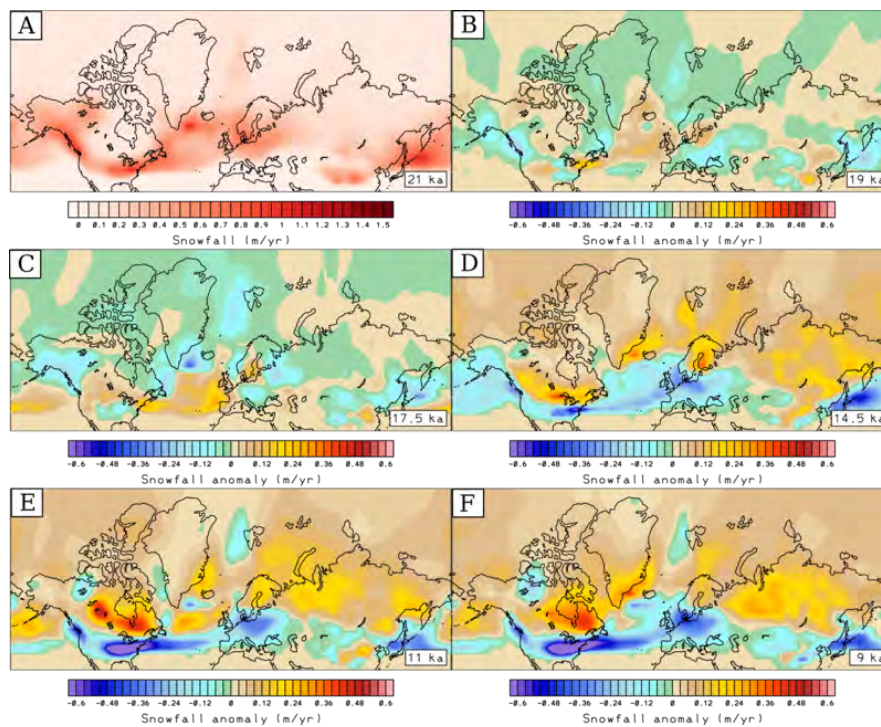 A
21 ka
0 0.1 0.2 0.3 0.4 0.5 0.6 0.7 0.8 0.9 1 1.1 1.2 1.3 1.4 1.5
Snowfall (m/yr)
B
19 ka
-0.6 -0.48 -0.36 -0.24 -0.12 0 0.12 0.24 0.36 0.48 0.6
Snowfall anomaly (m/yr)
C
17.5 ka
-0.6 -0.48 -0.36 -0.24 -0.12 0 0.12 0.24 0.36 0.48 0.6
Snowfall anomaly (m/yr)
D
14.5 ka
-0.6 -0.48 -0.36 -0.24 -0.12 0 0.12 0.24 0.36 0.48 0.6
Snowfall anomaly (m/yr)
E
11 ka
-0.6 -0.48 -0.36 -0.24 -0.12 0 0.12 0.24 0.36 0.48 0.6
Snowfall anomaly (m/yr)
F
9 ka
-0.6 -0.48 -0.36 -0.24 -0.12 0 0.12 0.24 0.36 0.48 0.6
Snowfall anomaly (m/yr)